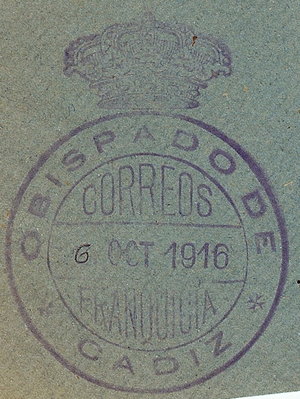 OBISPADO DE
CORREOS
6 OCT 1916
FRANQUICIA
* CADIZ *